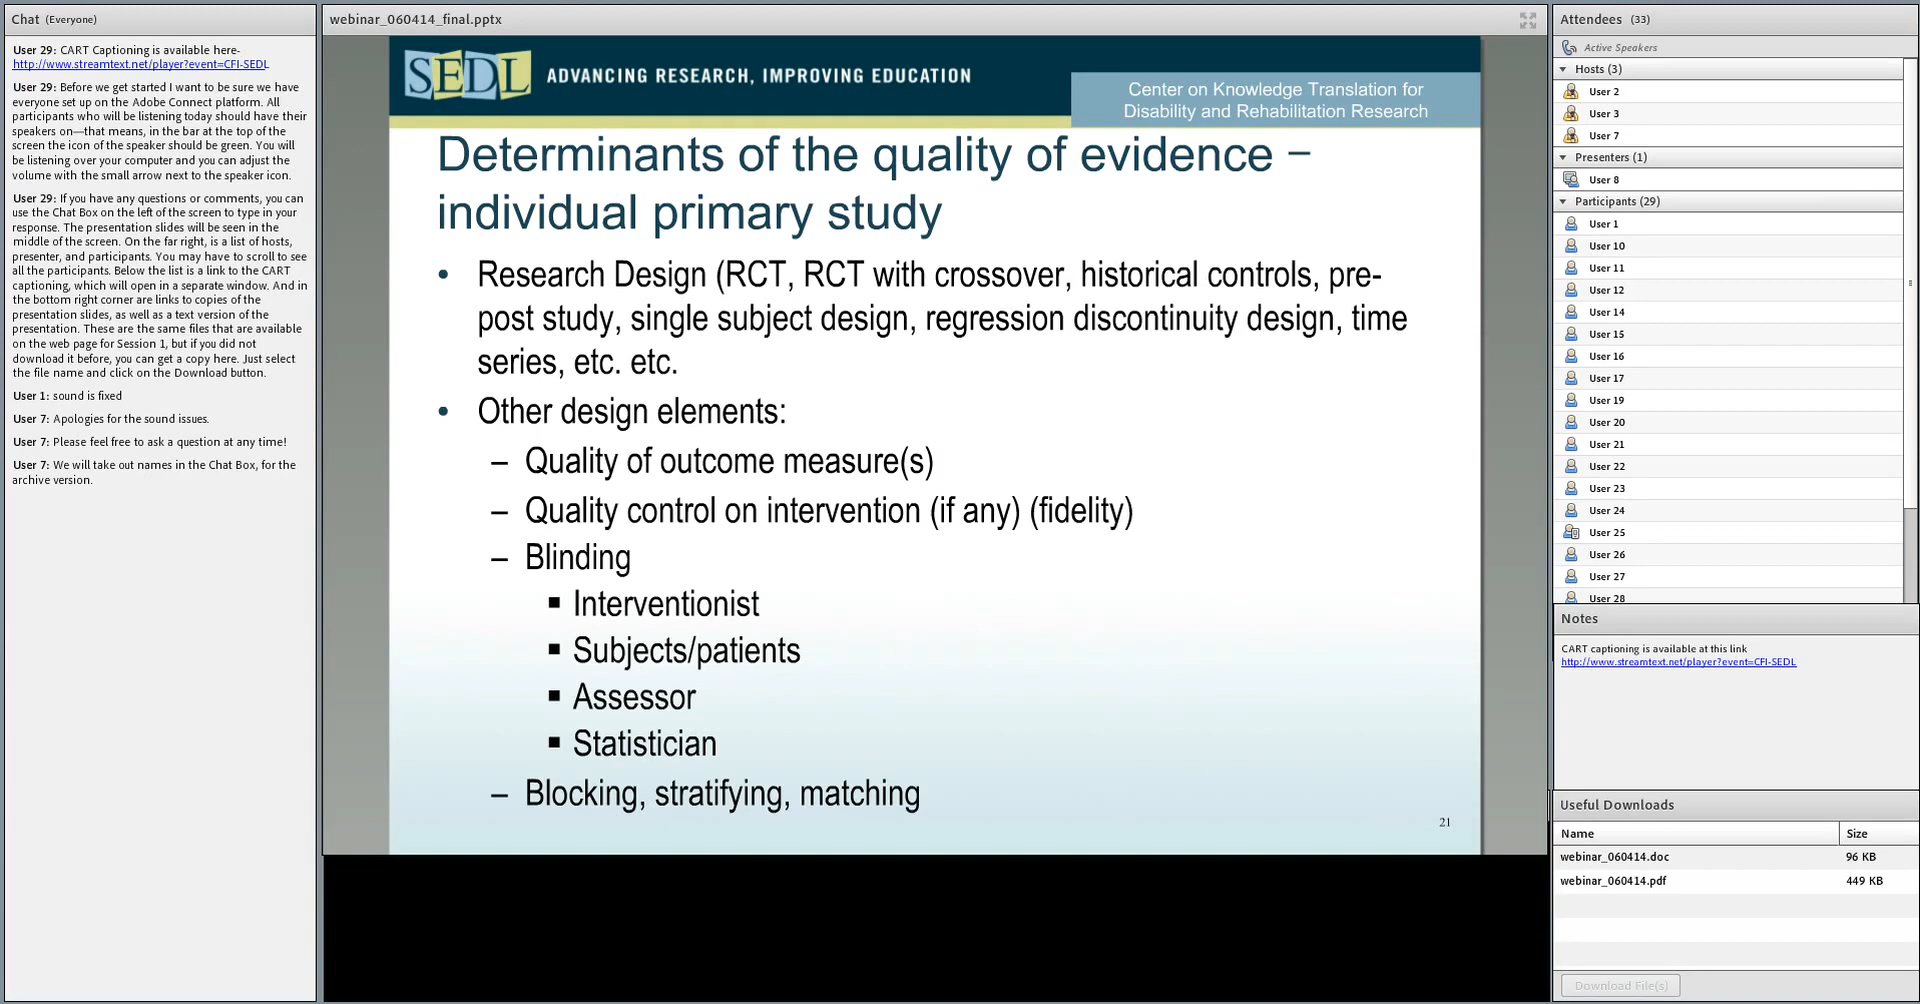 Chat (Everyone)
User 29: CART Captioning is available here-
http://www.streamtext.net/player?event=CFI-SEDL
User 29: Before we get started I want to be sure we have
everyone set up on the Adobe Connect platform. All
participants who will be listening today should have their
speakers on—that means, in the bar at the top of the
screen the icon of the speaker should be green. You will
be listening over your computer and you can adjust the
volume with the small arrow next to the speaker icon.
User 29: If you have any questions or comments, you can
use the Chat Box on the left of the screen to type in your
response. The presentation slides will be seen in the
middle of the screen. On the far right, is a list of hosts,
presenter, and participants. You may have to scroll to see
all the participants. Below the list is a link to the CART
captioning, which will open in a separate window. And in
the bottom right corner are links to copies of the
presentation slides, as well as a text version of the
presentation. These are the same files that are available
on the web page for Session 1, but if you did not
download it before, you can get a copy here. Just select
the file name and click on the Download button.
User 1: sound is fixed
User 7: Apologies for the sound issues.
User 7: Please feel free to ask a question at any time!
User 7: We will take out names in the Chat Box, for the
archive version.
webinar_060414_final.pptx
SEDL ADVANCING RESEARCH, IMPROVING EDUCATION
Center on Knowledge Translation for
Disability and Rehabilitation Research
Determinants of the quality of evidence –
individual primary study
• Research Design (RCT, RCT with crossover, historical controls, pre-
post study, single subject design, regression discontinuity design, time
series, etc. etc.
• Other design elements:
– Quality of outcome measure(s)
– Quality control on intervention (if any) (fidelity)
– Blinding
▪ Interventionist
▪ Subjects/patients
▪ Assessor
▪ Statistician
– Blocking, stratifying, matching
21
Attendees (33)
Active Speakers
Hosts (3)
User 2
User 3
User 7
Presenters (1)
User 8
Participants (29)
User 1
User 10
User 11
User 12
User 14
User 15
User 16
User 17
User 19
User 20
User 21
User 22
User 23
User 24
User 25
User 26
User 27
User 28
Notes
CART captioning is available at this link
http://www.streamtext.net/player?event=CFI-SEDL
Useful Downloads
Name Size
webinar_060414.doc 96 KB
webinar_060414.pdf 449 KB
Download File(s)